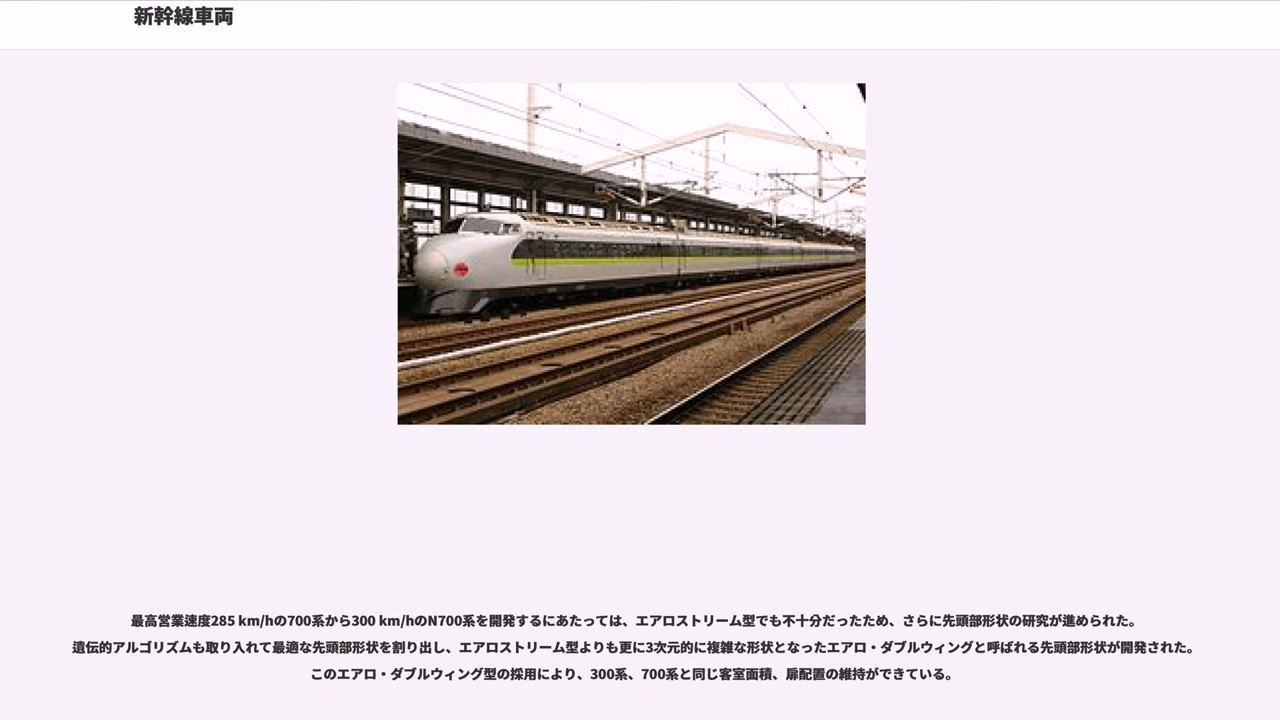 新幹線車両
最高営業速度285 km/hの700系から300 km/hのN700系を開発するにあたっては、エアロストリーム型でも不十分だったため、さらに先頭部形状の研究が進められた。
遺伝的アルゴリズムも取り入れて最適な先頭部形状を割り出し、エアロストリーム型よりも更に3次元的に複雑な形状となったエアロ・ダブルウィングと呼ばれる先頭部形状が開発された。
このエアロ・ダブルウィング型の採用により、300系、700系と同じ客室面積、扉配置の維持ができている。